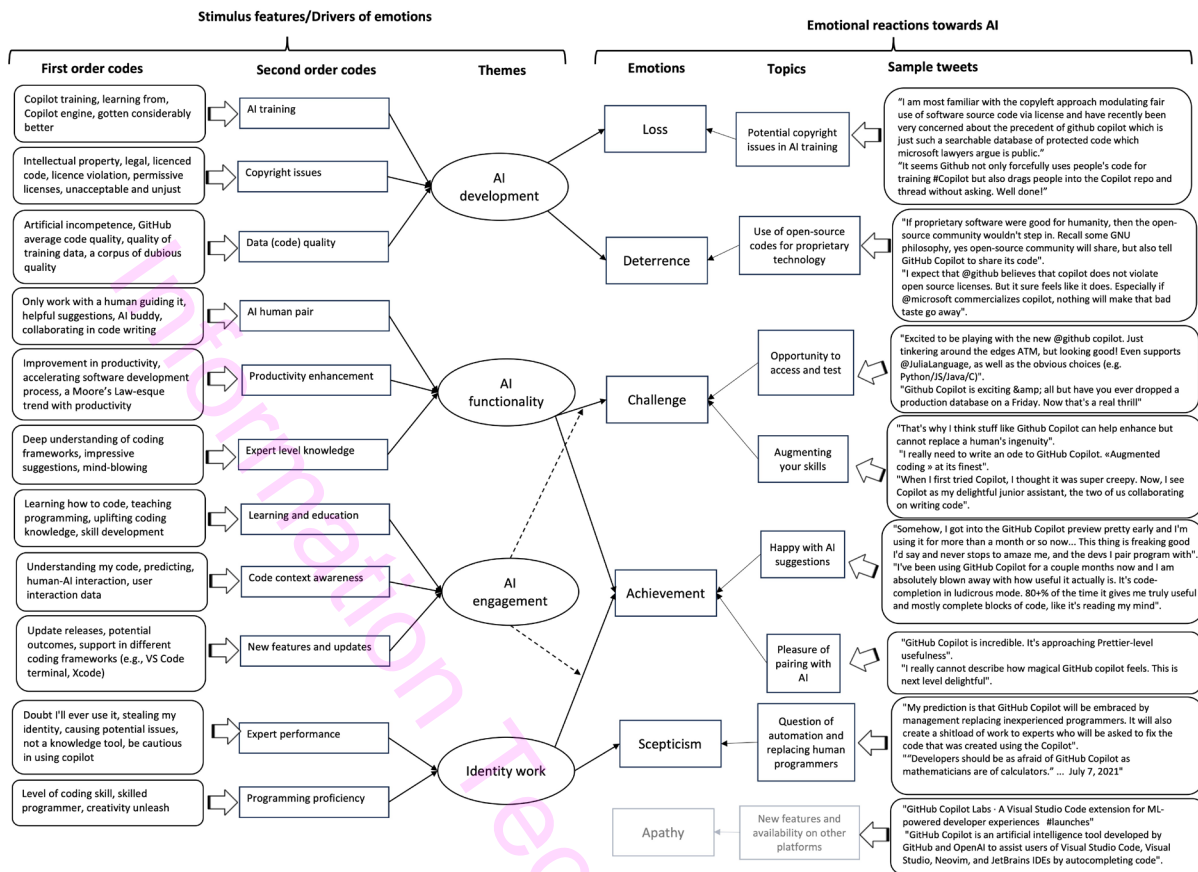 Stimulus features/Drivers of emotions
Emotional reactions towards AI
First order codes
Second order codes
Themes
Emotions
Topics
Sample tweets
Copilot training, learning from,
Copilot engine, gotten considerably
better
AI training
Intellectual property, legal, licenced
code, licence violation, permissive
licenses, unacceptable and unjust
Copyright issues
Artificial incompetence, GitHub
average code quality, quality of
training data, a corpus of dubious
quality
Data (code) quality
AI
development
Only work with a human guiding it,
helpful suggestions, AI buddy,
collaborating in code writing
AI human pair
Improvement in productivity,
accelerating software development
process, a Moore's Law-esque
trend with productivity
Productivity enhancement
Deep understanding of coding
frameworks, impressive
suggestions, mind-blowing
Expert level knowledge
AI
functionality
Learning how to code, teaching
programming, uplifting coding
knowledge, skill development
Learning and education
Understanding my code, predicting,
human-AI interaction, user
interaction data
Code context awareness
Update releases, potential
outcomes, support in different
coding frameworks (e.g., VS Code
terminal, Xcode)
New features and updates
AI
engagement
Doubt I'll ever use it, stealing my
identity, causing potential issues,
not a knowledge tool, be cautious
in using copilot
Expert performance
Level of coding skill, skilled
programmer, creativity unleash
Programming proficiency
Identity work
Loss
Potential copyright
issues in AI training
"I am most familiar with the copyleft approach modulating fair
use of software source code via license and have recently been
very concerned about the precedent of github copilot which is
just such a searchable database of protected code which
microsoft lawyers argue is public."
"It seems Github not only forcefully uses people's code for
training #Copilot but also drags people into the Copilot repo and
thread without asking. Well done!"
Deterrence
Use of open-source
codes for proprietary
technology
"If proprietary software were good for humanity, then the open-
source community wouldn't step in. Recall some GNU
philosophy, yes open-source community will share, but also tell
GitHub Copilot to share its code".
"I expect that @github believes that copilot does not violate
open source licenses. But it sure feels like it does. Especially if
@microsoft commercializes copilot, nothing will make that bad
taste go away".
Challenge
Opportunity to
access and test
"Excited to be playing with the new @github copilot. Just
tinkering around the edges ATM, but looking good! Even supports
@JuliaLanguage, as well as the obvious choices (e.g.
Python/JS/Java/C)".
"Github Copilot is exciting &amp; all but have you ever dropped a
production database on a Friday. Now that's a real thrill"
Augmenting
your skills
"That's why I think stuff like Github Copilot can help enhance but
cannot replace a human's ingenuity".
"I really need to write an ode to GitHub Copilot. «Augmented
coding » at its finest".
"When I first tried Copilot, I thought it was super creepy. Now, I see
Copilot as my delightful junior assistant, the two of us collaborating
on writing code".
Achievement
Happy with AI
suggestions
"Somehow, I got into the GitHub Copilot preview pretty early and I'm
using it for more than a month or so now... This thing is freaking good
I'd say and never stops to amaze me, and the devs I pair program with".
"I've been using GitHub Copilot for a couple months now and I am
absolutely blown away with how useful it actually is. It's code-
completion in ludicrous mode. 80+% of the time it gives me truly useful
and mostly complete blocks of code, like it's reading my mind".
Pleasure of
pairing with
AI
"GitHub Copilot is incredible. It's approaching Prettier-level
usefulness".
"I really cannot describe how magical GitHub copilot feels. This is
next level delightful".
Scepticism
Question of
automation and
replacing human
programmers
"My prediction is that GitHub Copilot will be embraced by
management replacing inexperienced programmers. It will also
create a shitload of work to experts who will be asked to fix the
code that was created using the Copilot".
"“Developers should be as afraid of GitHub Copilot as
mathematicians are of calculators.” ... July 7, 2021"
Apathy
New features and
availability on other
platforms
"GitHub Copilot Labs · A Visual Studio Code extension for ML-
powered developer experiences #launches"
"GitHub Copilot is an artificial intelligence tool developed by
GitHub and OpenAI to assist users of Visual Studio Code, Visual
Studio, Neovim, and JetBrains IDEs by autocompleting code".
Information Tec